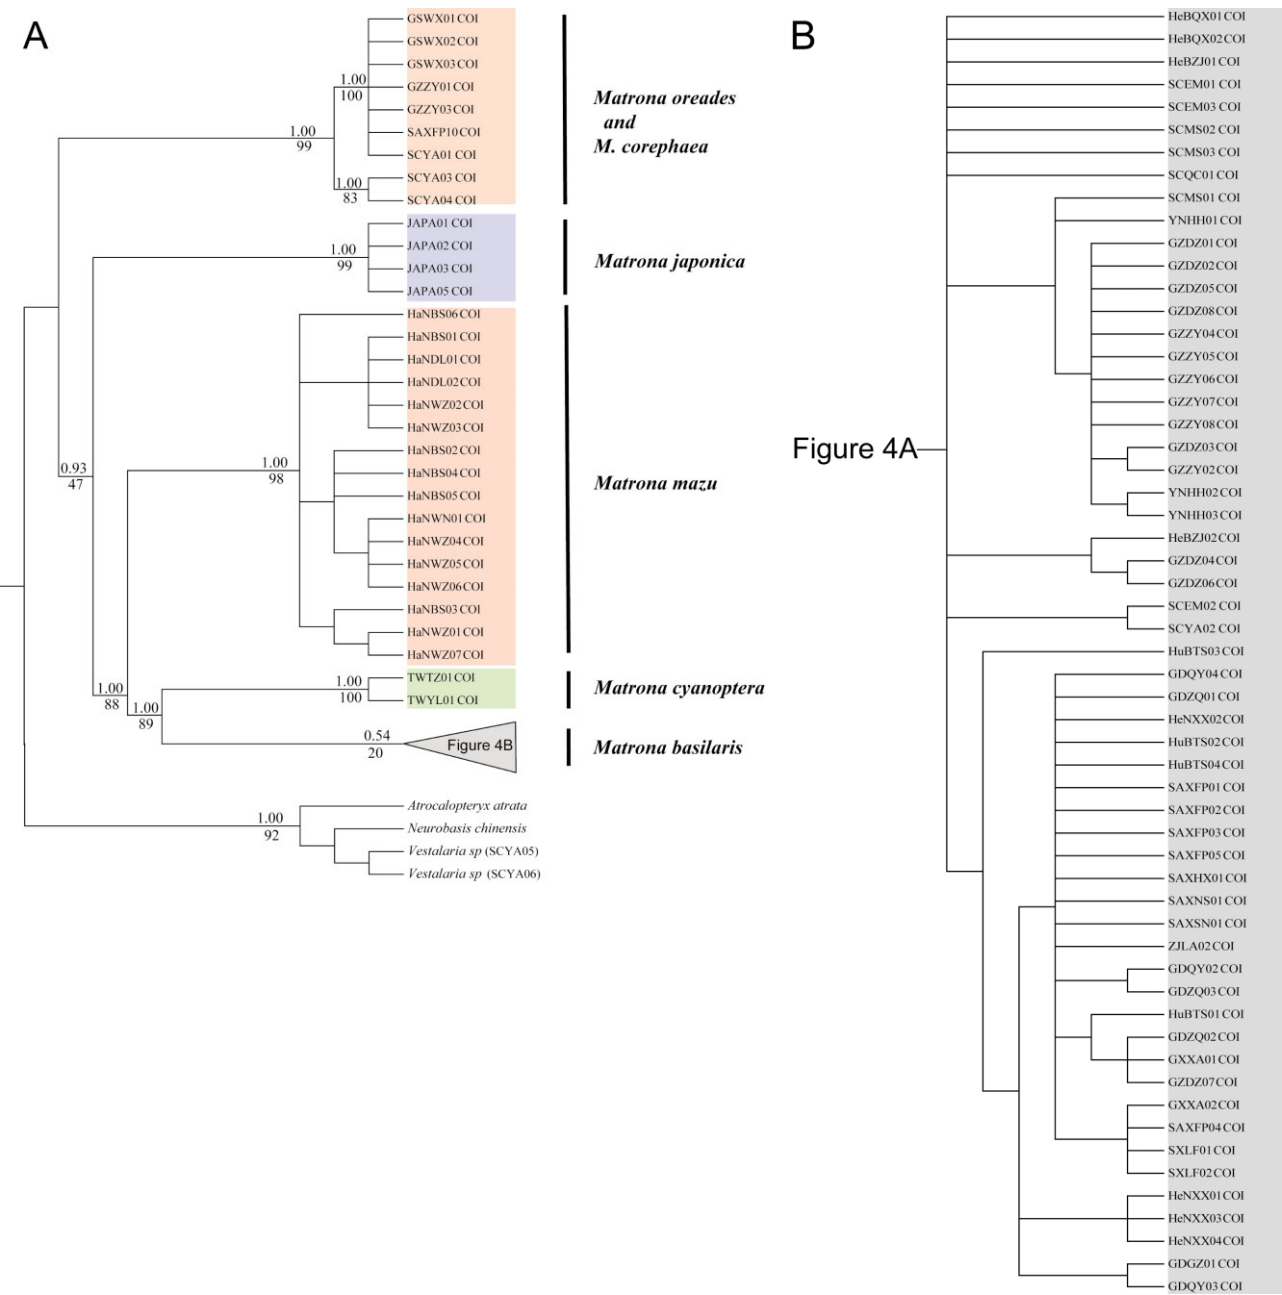 A
GSWX01 COI
GSWX02 COI
GSWX03 COI
1.00
GZZY01 COI
100
GZZY03 COI
SAXFP10 COI
1.00
99
SCYA01 COI
SCYA03 COI
1.00
83
SCYA04 COI
Matrona oreades
and
M. corephaea
JAPA01 COI
JAPA02 COI
1.00
99
JAPA03 COI
JAPA05 COI
Matrona japonica
HaNBS06 COI
HaNBS01 COI
HaNDL01 COI
HaNDL02 COI
HaNWZ02 COI
HaNWZ03 COI
HaNBS02 COI
1.00
98
HaNBS04 COI
0.93
47
HaNBS05 COI
HaNWN01 COI
HaNWZ04 COI
HaNWZ05 COI
HaNWZ06 COI
HaNBS03 COI
HaNWZ01 COI
HaNWZ07 COI
Matrona mazu
TWTZ01 COI
1.00
100
TWYL01 COI
Matrona cyanoptera
1.00
88
1.00
89
0.54
20
Figure 4B
Matrona basilaris
Atrocalopteryx atrata
1.00
92
Neurobasis chinensis
Vestalaria sp (SCYA05)
Vestalaria sp (SCYA06)
B
Figure 4A
HeBQX01 COI
HeBQX02 COI
HeBZJ01 COI
SCEM01 COI
SCEM03 COI
SCMS02 COI
SCMS03 COI
SCQC01 COI
SCMS01 COI
YNHH01 COI
GZDZ01 COI
GZDZ02 COI
GZDZ05 COI
GZDZ08 COI
GZZY04 COI
GZZY05 COI
GZZY06 COI
GZZY07 COI
GZZY08 COI
GZDZ03 COI
GZZY02 COI
YNHH02 COI
YNHH03 COI
HeBZJ02 COI
GZDZ04 COI
GZDZ06 COI
SCEM02 COI
SCYA02 COI
HuBTS03 COI
GDQY04 COI
GDZQ01 COI
HeNXX02 COI
HuBTS02 COI
HuBTS04 COI
SAXFP01 COI
SAXFP02 COI
SAXFP03 COI
SAXFP05 COI
SAXHX01 COI
SAXNS01 COI
SAXSN01 COI
ZJLA02 COI
GDQY02 COI
GDZQ03 COI
HuBTS01 COI
GDZQ02 COI
GXXA01 COI
GZDZ07 COI
GXXA02 COI
SAXFP04 COI
SXLF01 COI
SXLF02 COI
HeNXX01 COI
HeNXX03 COI
HeNXX04 COI
GDGZ01 COI
GDQY03 COI